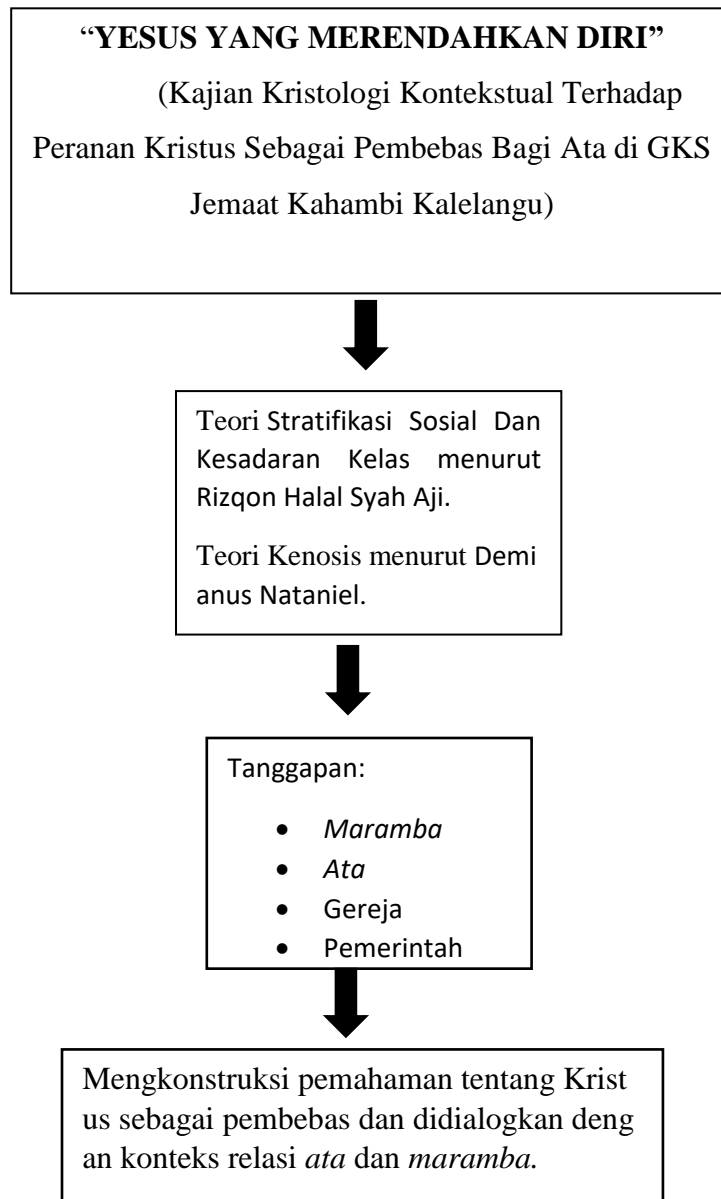 “YESUS YANG MERENDAHKAN DIRI”
(Kajian Kristologi Kontekstual Terhadap
Peranan Kristus Sebagai Pembebas Bagi Ata di GKS
Jemaat Kahambi Kalelangu)
Teori Stratifikasi Sosial Dan
Kesadaran Kelas menurut
Rizqon Halal Syah Aji.
Teori Kenosis menurut Demi
anus Nataniel.
Tanggapan:
• Maramba
• Ata
• Gereja
• Pemerintah
Mengkonstruksi pemahaman tentang Krist
us sebagai pembebas dan didialogkan deng
an konteks relasi ata dan maramba.